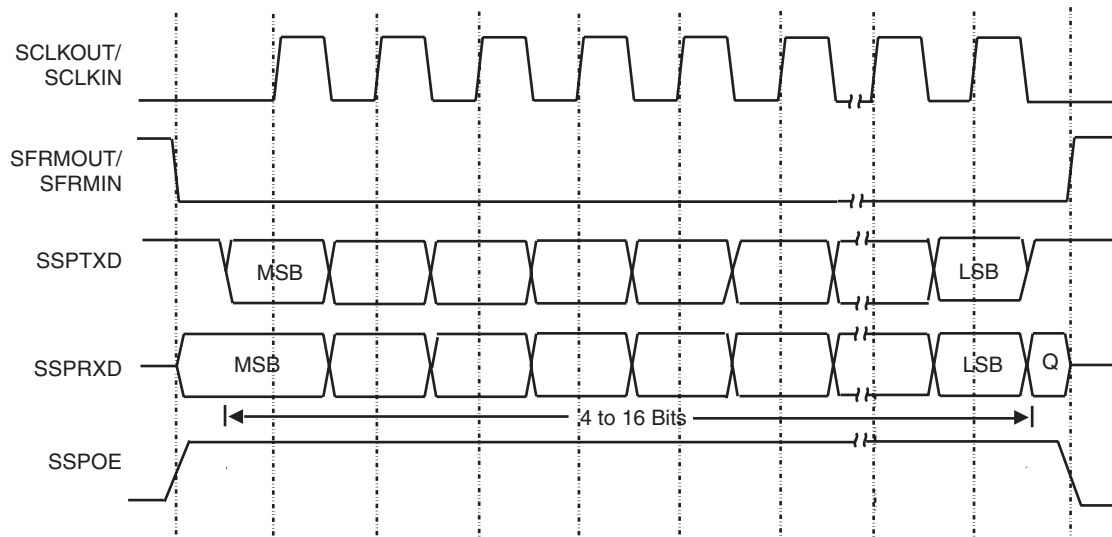 SCLKOUT/
SCLKIN
SFRMOUT/
SFRMIN
SSPTXD
MSB
LSB
SSPRXD
MSB
LSB
Q
4 to 16 Bits
SSPOE